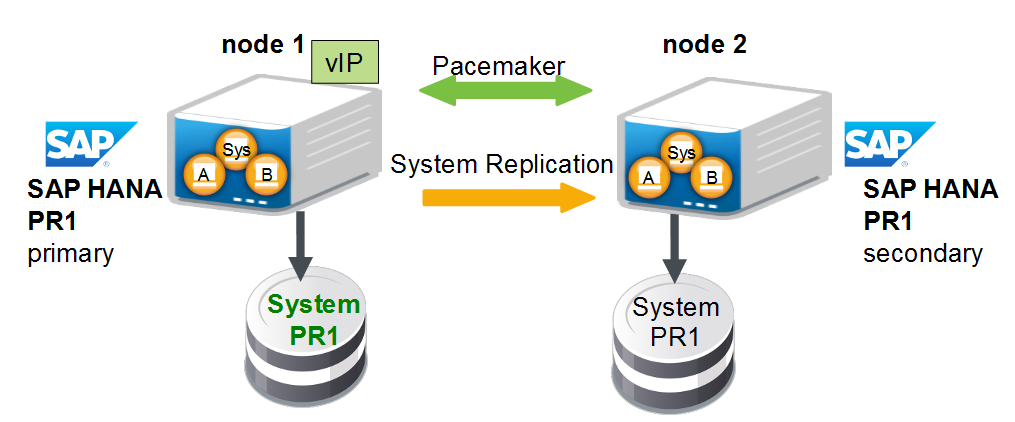 node 1
vIP
Pacemaker
node 2
SAP
®
SAP HANA
PR1
primary
Sys
A
B
System Replication
Sys
A
B
SAP
®
SAP HANA
PR1
secondary
System
PR1
System
PR1